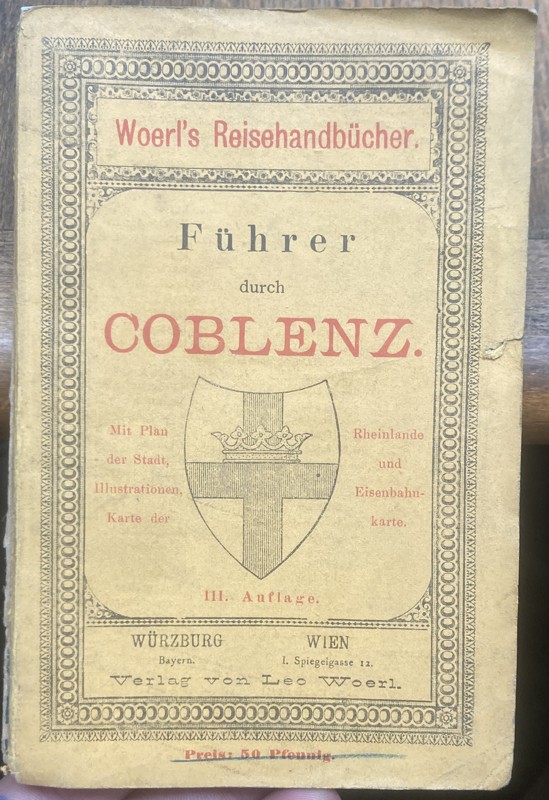 Woerl's Reisehandbücher.
Führer
durch
COBLENZ.
Mit Plan
der Stadt,
Illustrationen,
Karte der
Rheinlande
und
Eisenbahn-
karte.
III. Auflage.
WÜRZBURG
Bayern.
WIEN
I. Spiegelgasse 12.
Verlag von Leo Woerl.
Preis: 50 Pfennig.